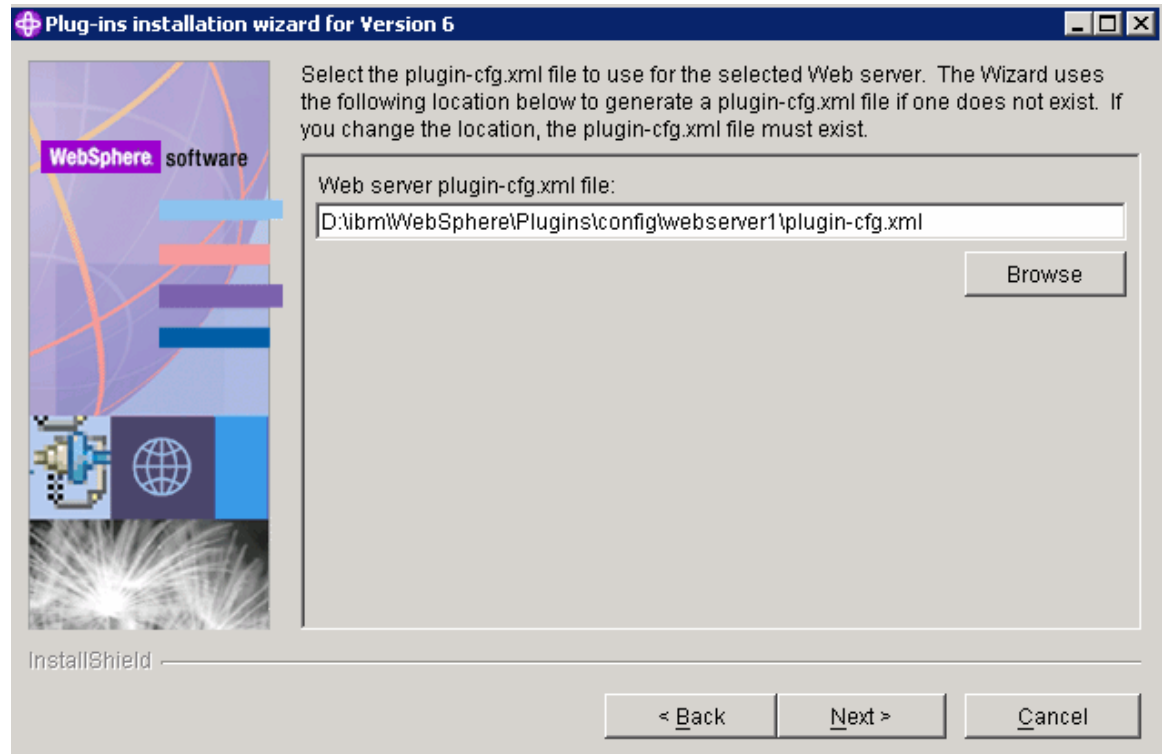 Plug-ins installation wizard for Version 6
Select the plugin-cfg.xml file to use for the selected Web server. The Wizard uses
the following location below to generate a plugin-cfg.xml file if one does not exist. If
you change the location, the plugin-cfg.xml file must exist.
WebSphere. software
Web server plugin-cfg.xml file:
D:\ibm\WebSphere\Plugins\config\webserver1\plugin-cfg.xml
Browse
InstallShield
< Back
Next >
Cancel